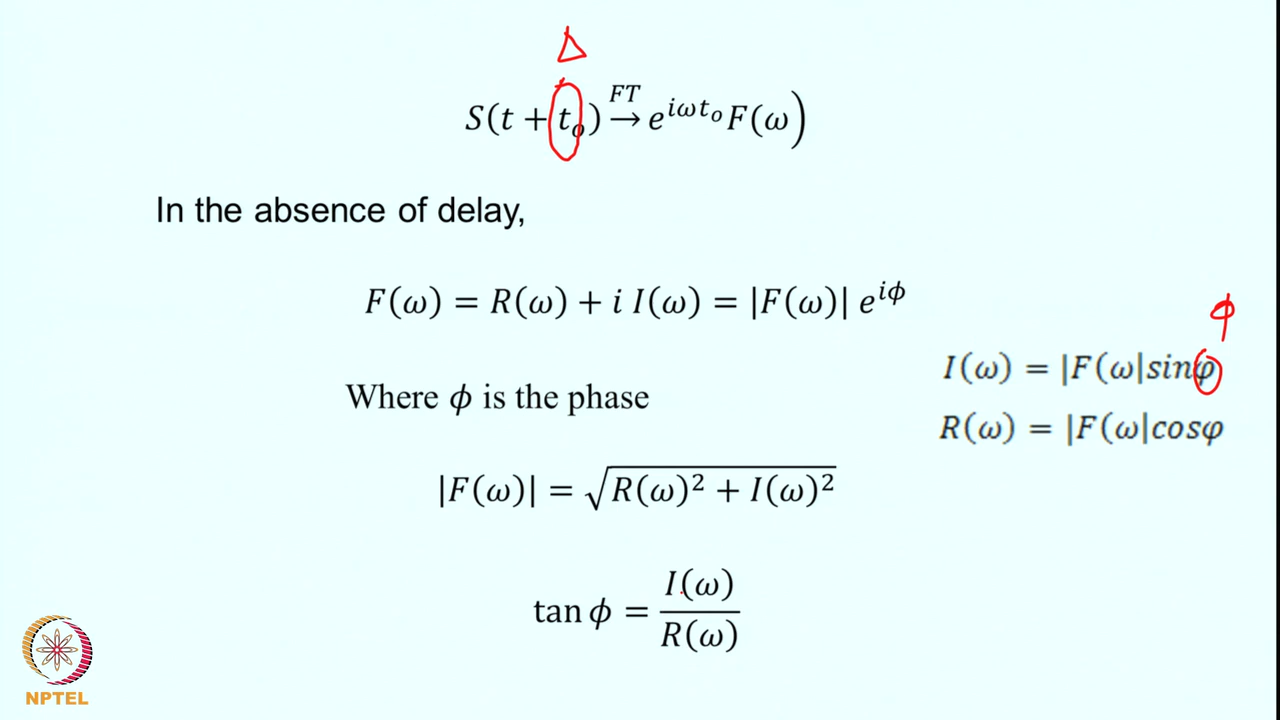 Δ
S(t + t₀) FT→ e^{iωt₀} F(ω)
In the absence of delay,
F(ω) = R(ω) + i I(ω) = |F(ω)| e^{iϕ}
ϕ
I(ω) = |F(ω|sinφ
Where ϕ is the phase
R(ω) = |F(ω|cosφ
|F(ω)| = √R(ω)² + I(ω)²
tan ϕ = I(ω)/R(ω)
NPTEL